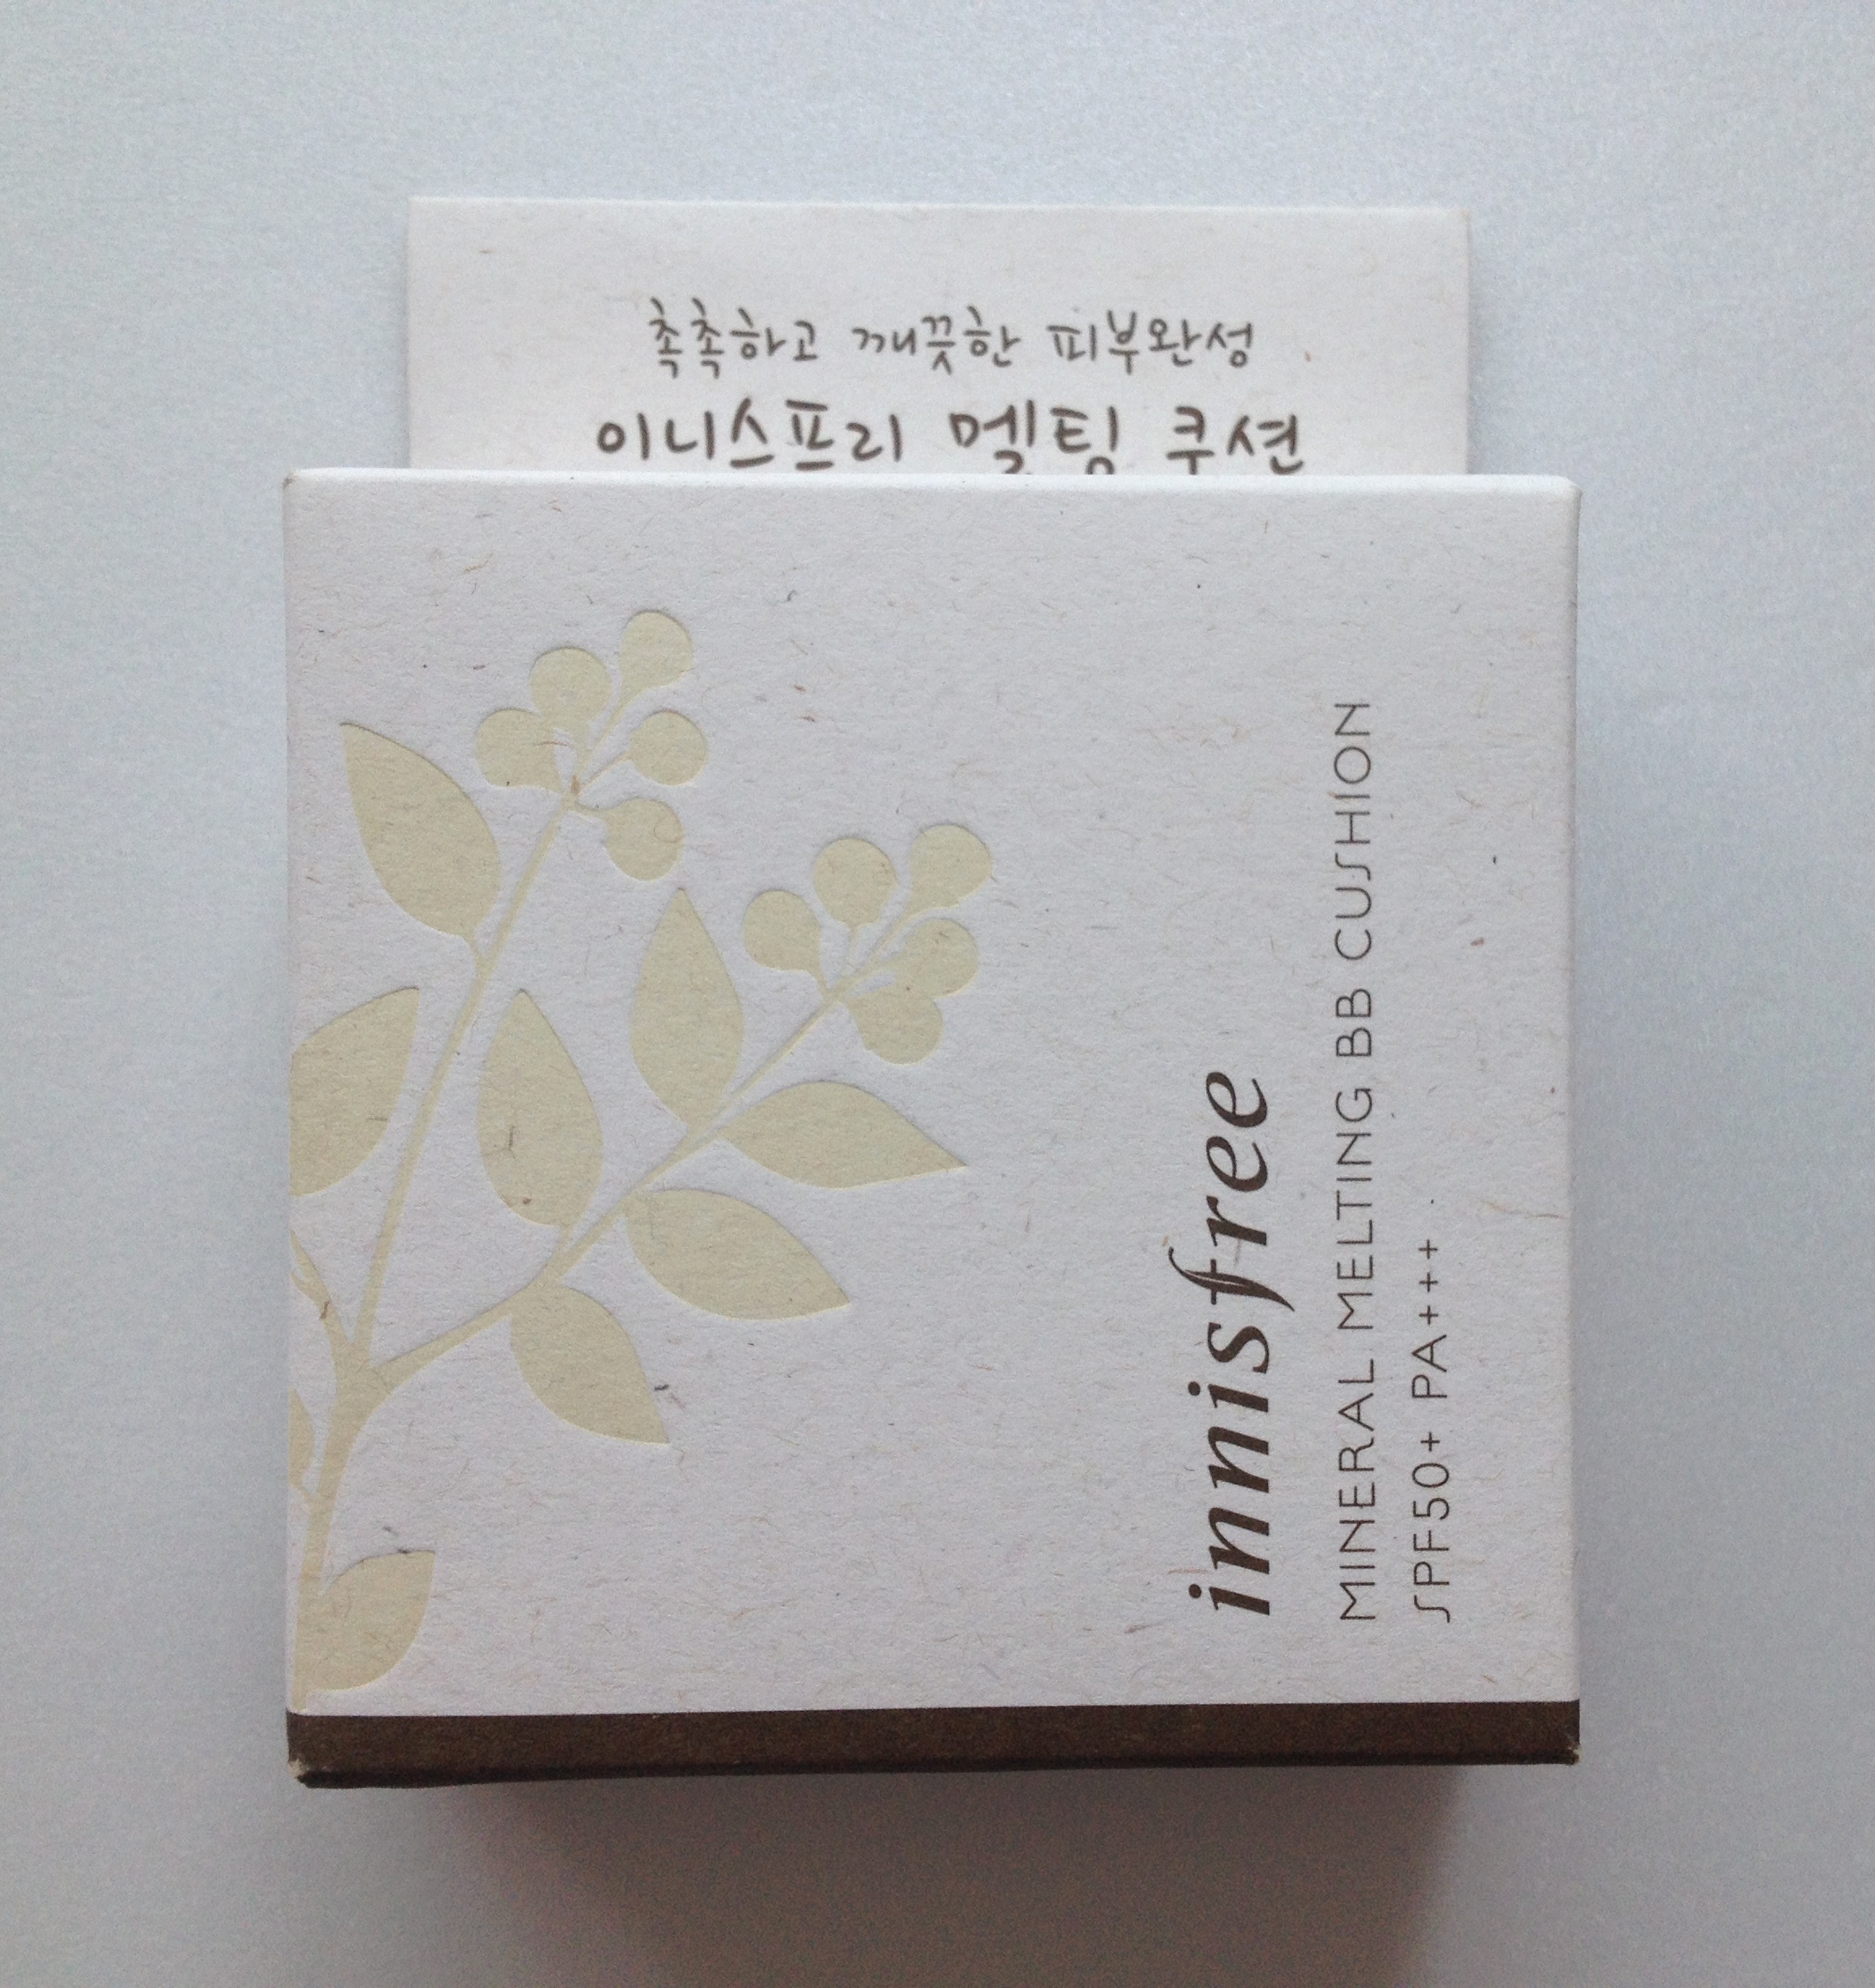 촉촉하고 깨끗한 피부완성
이니스프리 멜팅 쿠션
innisfree
MINERAL MELTING BB CUSHION
SPF50+ PA+++